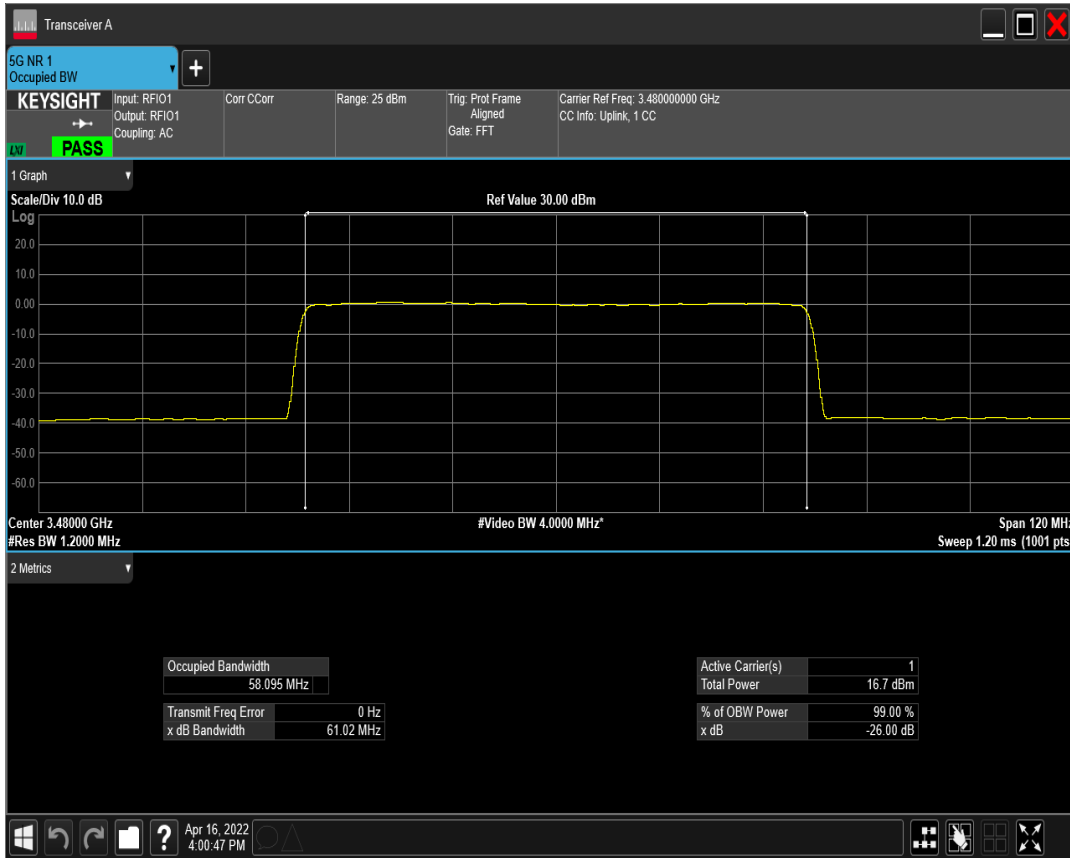 Transceiver A
5G NR 1
Occupied BW
+
KEYSIGHT
LXI
PASS
Input: RFIO1
Output: RFIO1
Coupling: AC
Corr CCorr
Range: 25 dBm
Trig: Prot Frame
Aligned
Gate: FFT
Carrier Ref Freq: 3.480000000 GHz
CC Info: Uplink, 1 CC
1 Graph
Scale/Div 10.0 dB
Ref Value 30.00 dBm
Log
20.0
10.0
0.00
-10.0
-20.0
-30.0
-40.0
-50.0
-60.0
Center 3.48000 GHz
#Video BW 4.0000 MHz*
Span 120 MHz
#Res BW 1.2000 MHz
Sweep 1.20 ms (1001 pts
2 Metrics
Occupied Bandwidth
58.095 MHz
Transmit Freq Error 0 Hz
x dB Bandwidth 61.02 MHz
Active Carrier(s) 1
Total Power 16.7 dBm
% of OBW Power 99.00 %
x dB -26.00 dB
?
Apr 16, 2022
4:00:47 PM